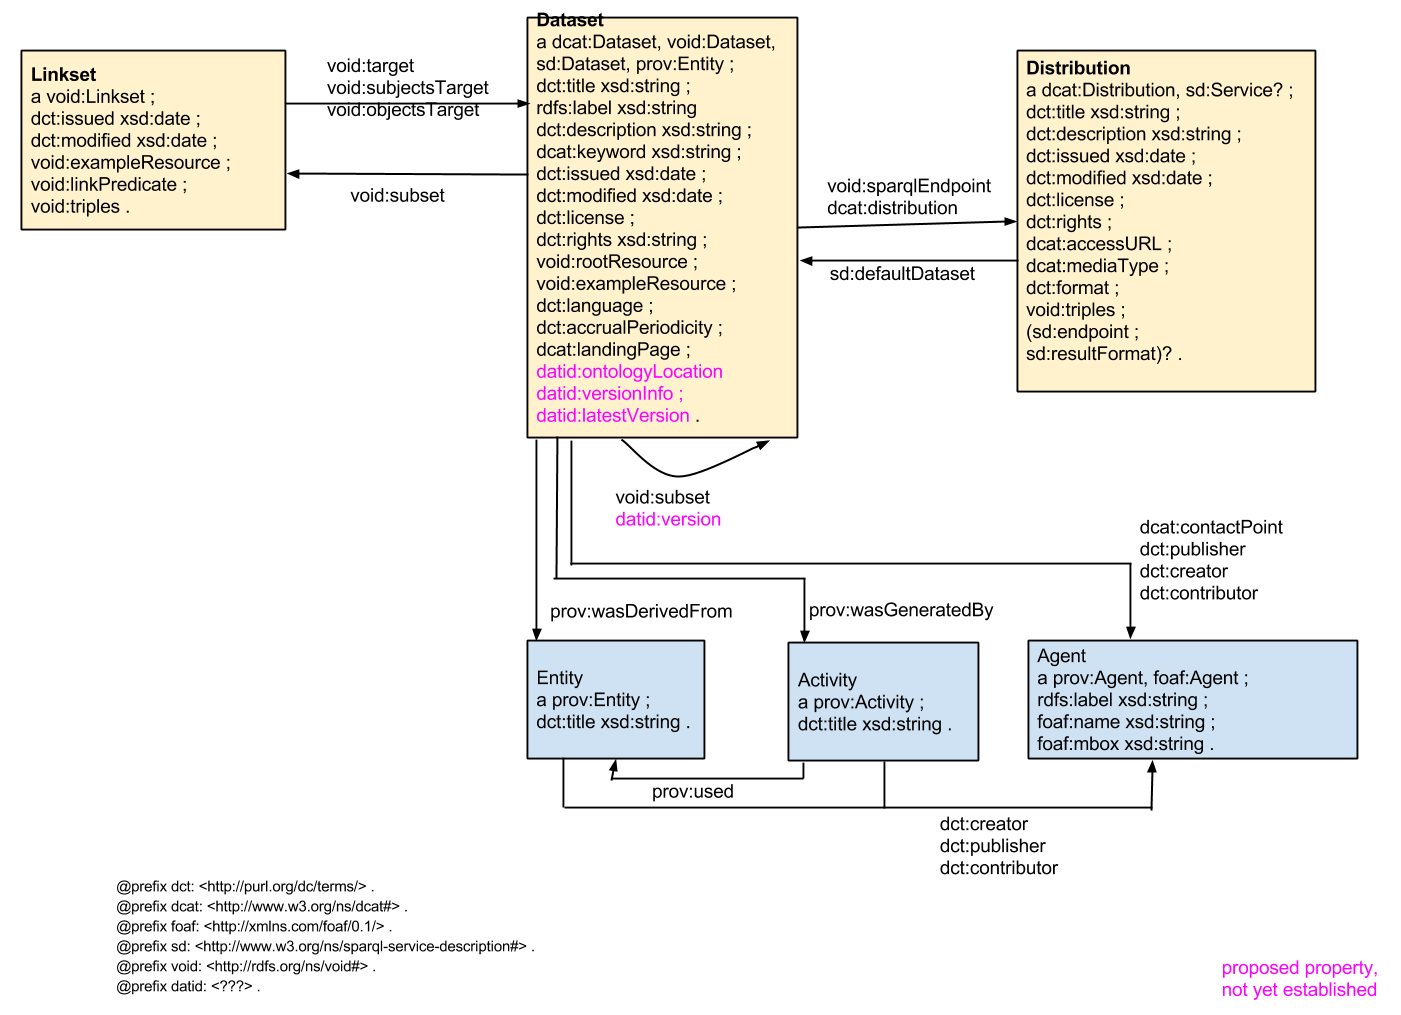 Linkset
a void:Linkset ;
dct:issued xsd:date ;
dct:modified xsd:date ;
void:exampleResource ;
void:linkPredicate ;
void:triples .
void:target
void:subjectsTarget
void:objectsTarget
void:subset
Dataset
a dcat:Dataset, void:Dataset,
sd:Dataset, prov:Entity ;
dct:title xsd:string ;
rdfs:label xsd:string
dct:description xsd:string ;
dcat:keyword xsd:string ;
dct:issued xsd:date ;
dct:modified xsd:date ;
dct:license ;
dct:rights xsd:string ;
void:rootResource ;
void:exampleResource ;
dct:language ;
dct:accrualPeriodicity ;
dcat:landingPage ;
datid:ontologyLocation
datid:versionInfo ;
datid:latestVersion .
void:sparqlEndpoint
dcat:distribution
sd:defaultDataset
Distribution
a dcat:Distribution, sd:Service? ;
dct:title xsd:string ;
dct:description xsd:string ;
dct:issued xsd:date ;
dct:modified xsd:date ;
dct:license ;
dct:rights ;
dcat:accessURL ;
dcat:mediaType ;
dct:format ;
void:triples ;
(sd:endpoint ;
sd:resultFormat)? .
void:subset
datid:version
dcat:contactPoint
dct:publisher
dct:creator
dct:contributor
prov:wasDerivedFrom
prov:wasGeneratedBy
Entity
a prov:Entity ;
dct:title xsd:string .
Activity
a prov:Activity ;
dct:title xsd:string .
Agent
a prov:Agent, foaf:Agent ;
rdfs:label xsd:string ;
foaf:name xsd:string ;
foaf:mbox xsd:string .
prov:used
dct:creator
dct:publisher
dct:contributor
@prefix dct: <http://purl.org/dc/terms/> .
@prefix dcat: <http://www.w3.org/ns/dcat#> .
@prefix foaf: <http://xmlns.com/foaf/0.1/> .
@prefix sd: <http://www.w3.org/ns/sparql-service-description#> .
@prefix void: <http://rdfs.org/ns/void#> .
@prefix datid: <???> .
proposed property,
not yet established